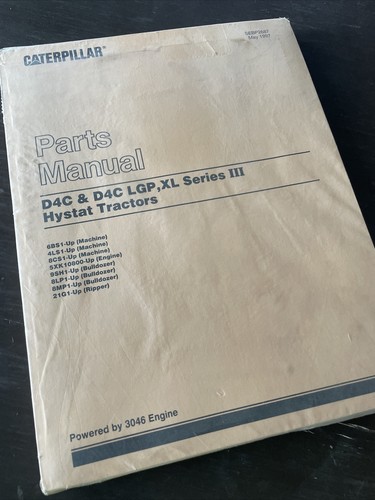 CATERPILLAR®
May 1997
Parts
Manual
D4C & D4C LGP,XL Series III
Hystat Tractors
6BS1-Up (Machine)
4LS1-Up (Machine)
8CS1-Up (Machine)
5XK10800-Up (Engine)
9SH1-Up (Bulldozer)
8LP1-Up (Bulldozer)
8MP1-Up (Bulldozer)
21G1-Up (Ripper)
Powered by 3046 Engine